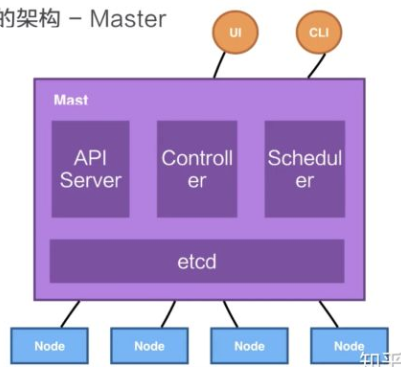 的架构 - Master
UI
CLI
Mast
API
Server
Controll
er
Schedul
er
etcd
Node
Node
Node
Node
知乎